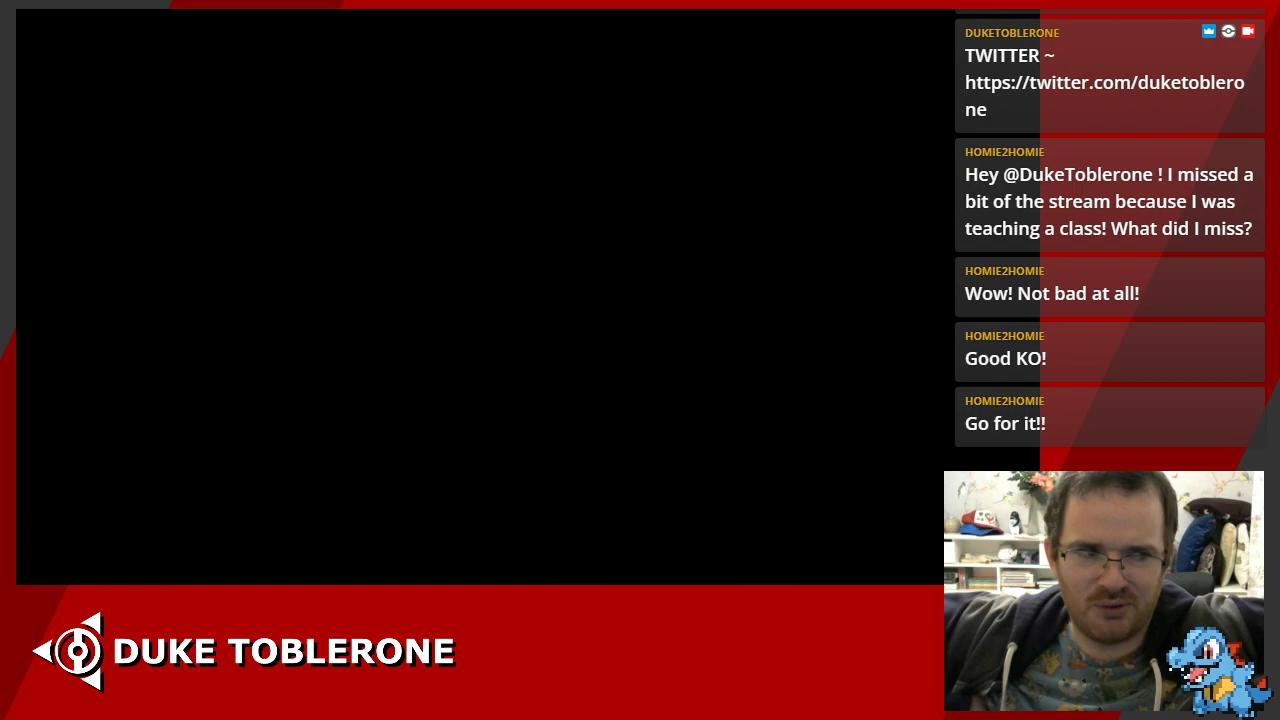 DUKETOBLERONE
TWITTER ~
https://twitter.com/duketoblero
ne
HOMIE2HOMIE
Hey @DukeToblerone ! I missed a
bit of the stream because I was
teaching a class! What did I miss?
HOMIE2HOMIE
Wow! Not bad at all!
HOMIE2HOMIE
Good KO!
HOMIE2HOMIE
Go for it!!
DUKE TOBLERONE